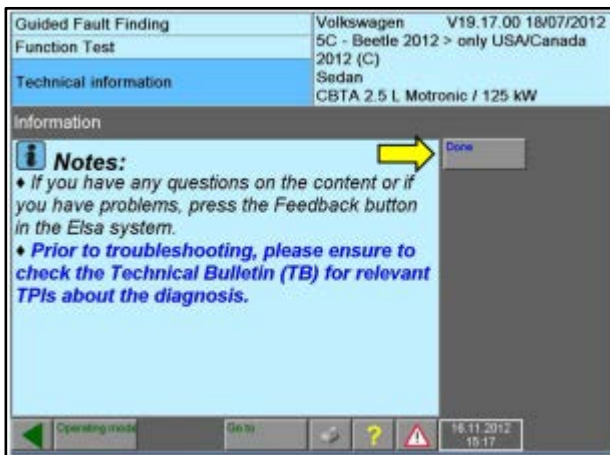 Guided Fault Finding
Function Test
Technical information
Volkswagen V19.17.00 18/07/2012
5C - Beetle 2012 > only USA/Canada
2012 (C)
Sedan
CBTA 2.5 L Motronic / 125 kW
Information
i Notes:
♦ If you have any questions on the content or if
you have problems, press the Feedback button
in the Elsa system.
♦ Prior to troubleshooting, please ensure to
check the Technical Bulletin (TB) for relevant
TPIs about the diagnosis.
Done
Operating mode
Go to
?
16.11.2012
15:17